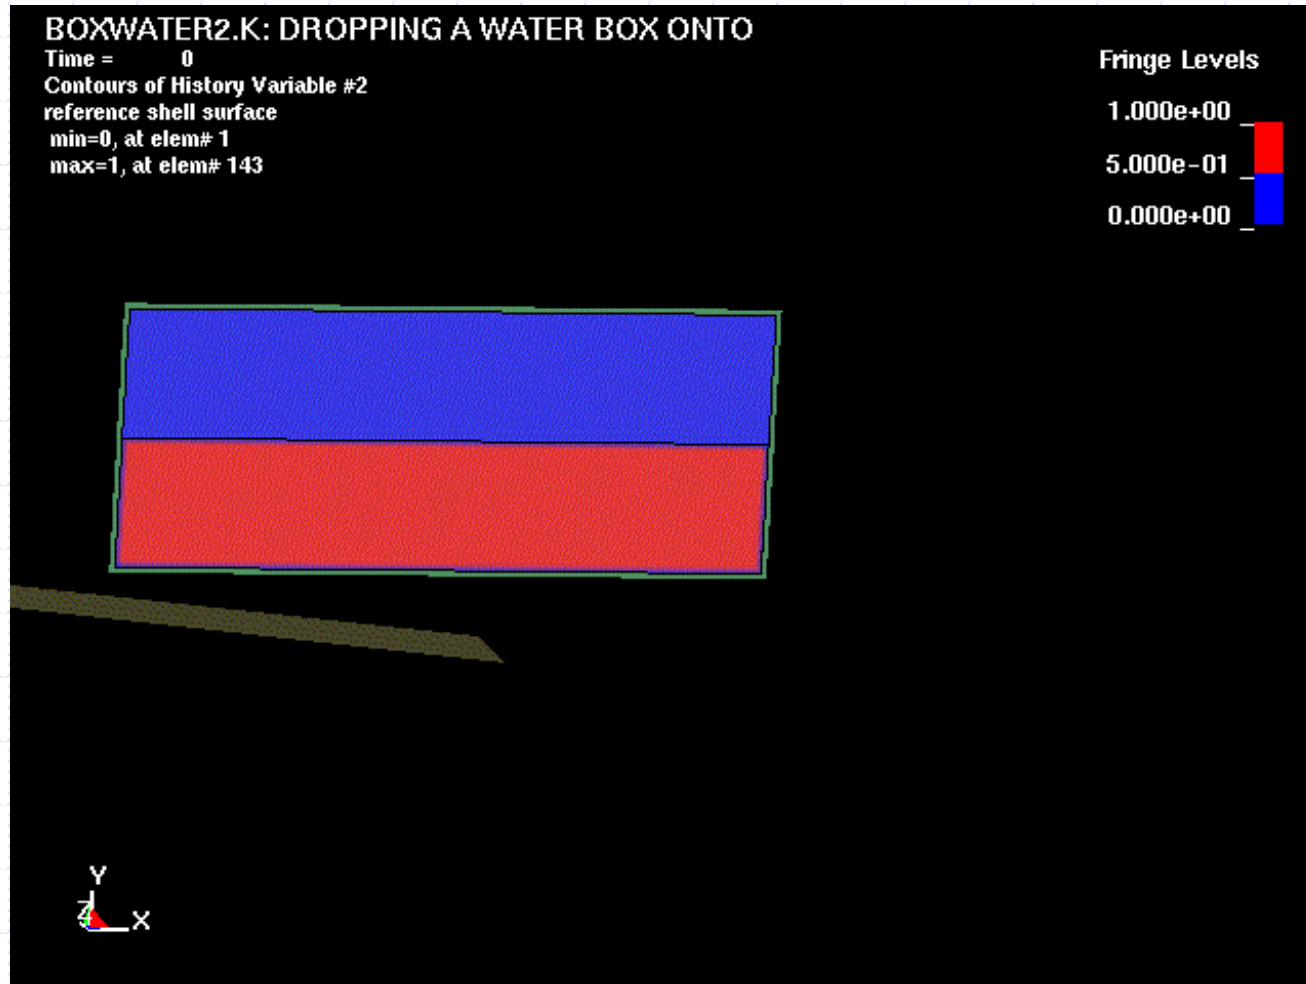 BOXWATER2.K: DROPPING A WATER BOX ONTO
Time = 0
Contours of History Variable #2
reference shell surface
min=0, at elem# 1
max=1, at elem# 143
Fringe Levels
1.000e+00
5.000e-01
0.000e+00
Y
Z
X